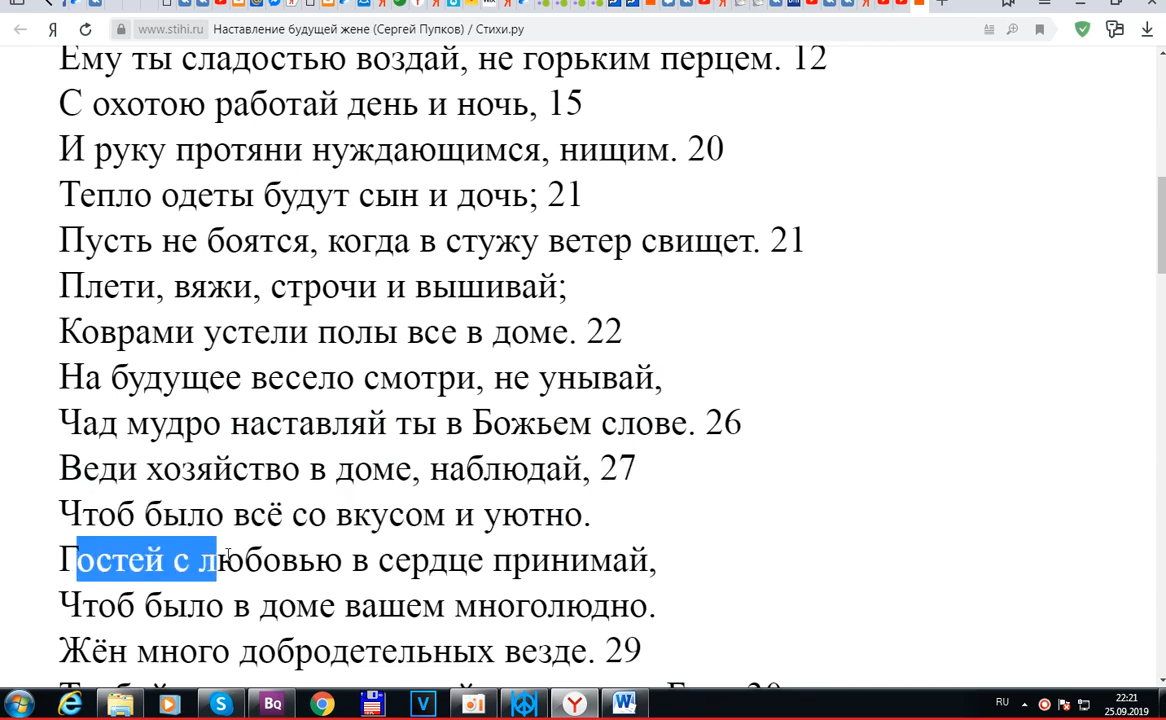 www.stihi.ru Наставление будущей жене (Сергей Пупков) / Стихи.ру
Ему ты сладостью воздай, не горьким перцем. 12
С охотою работай день и ночь, 15
И руку протяни нуждающимся, нищим. 20
Тепло одеты будут сын и дочь; 21
Пусть не боятся, когда в стужу ветер свищет. 21
Плети, вяжи, строчи и вышивай;
Коврами устели полы все в доме. 22
На будущее весело смотри, не унывай,
Чад мудро наставляй ты в Божьем слове. 26
Веди хозяйство в доме, наблюдай, 27
Чтоб было всё со вкусом и уютно.
Гостей с любовью в сердце принимай,
Чтоб было в доме вашем многолюдно.
Жён много добродетельных везде. 29
RU 22:21
25.09.2019